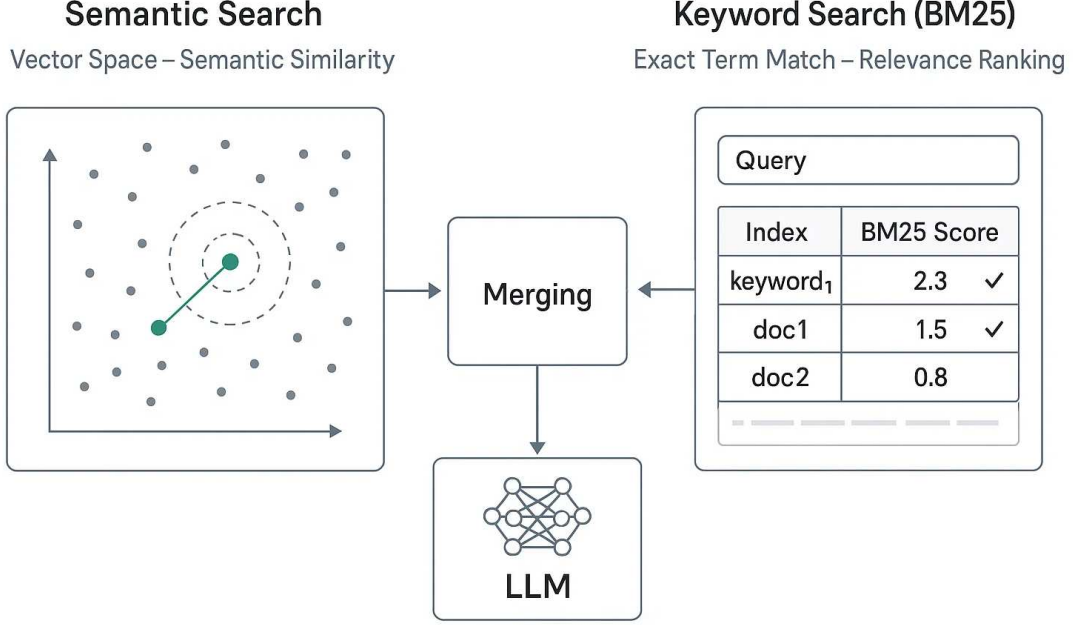 Semantic Search
Vector Space – Semantic Similarity
Keyword Search (BM25)
Exact Term Match – Relevance Ranking
Query
Index BM25 Score
keyword₁ 2.3 ✓
doc1 1.5 ✓
doc2 0.8
Merging
LLM